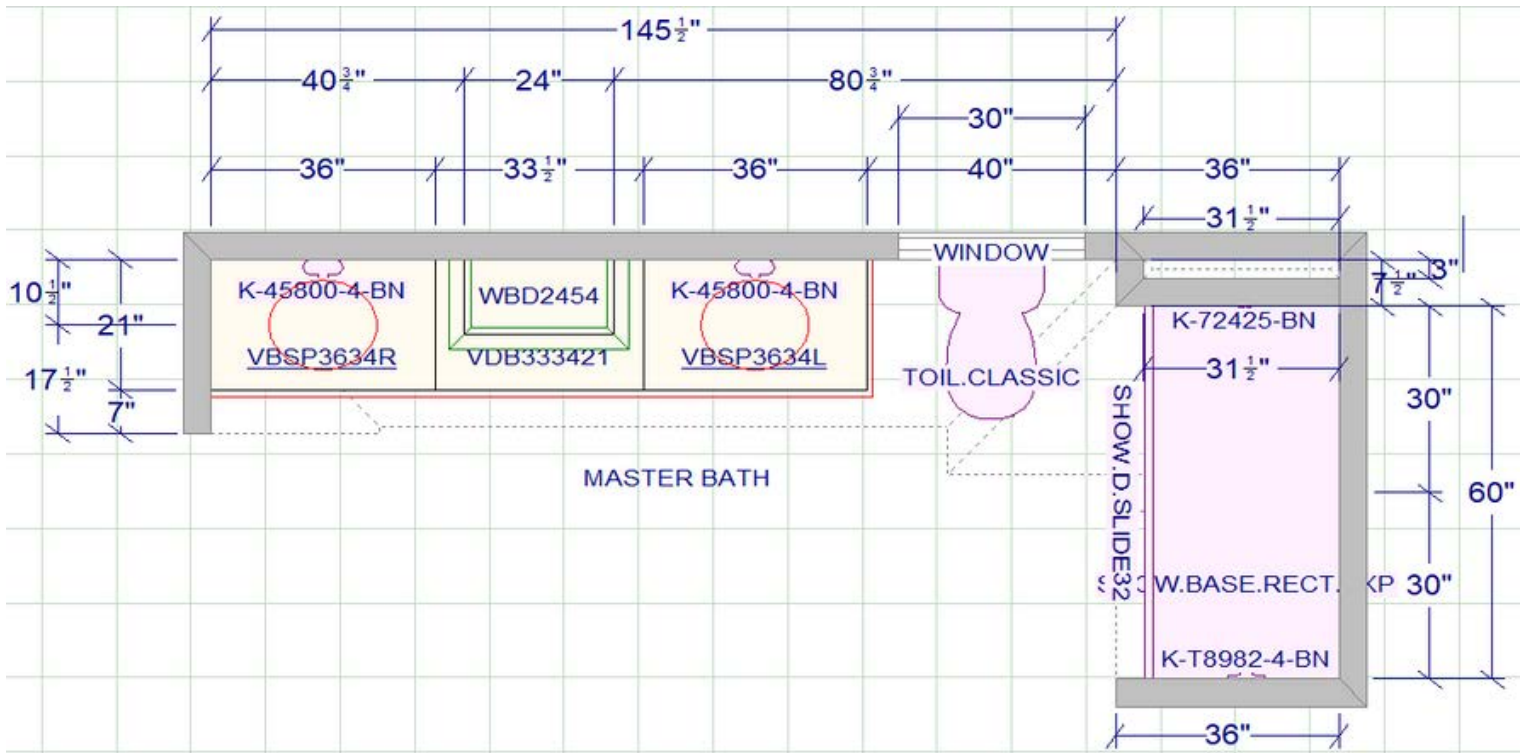 145 1/2"
40 3/4" 24" 80 3/4"
30"
36" 33 1/2" 36" 40" 36"
31 1/2"
WINDOW
3"
7 1/2"
10 1/2"
K-45800-4-BN WBD2454 K-45800-4-BN
21"
K-72425-BN
VBSP3634R VDB333421 VBSP3634L
31 1/2"
17 1/2"
TOIL.CLASSIC
30"
7"
SHOW.D.SLIDE32
MASTER BATH
60"
W.BASE.RECT.
30"
K-T8982-4-BN
36"